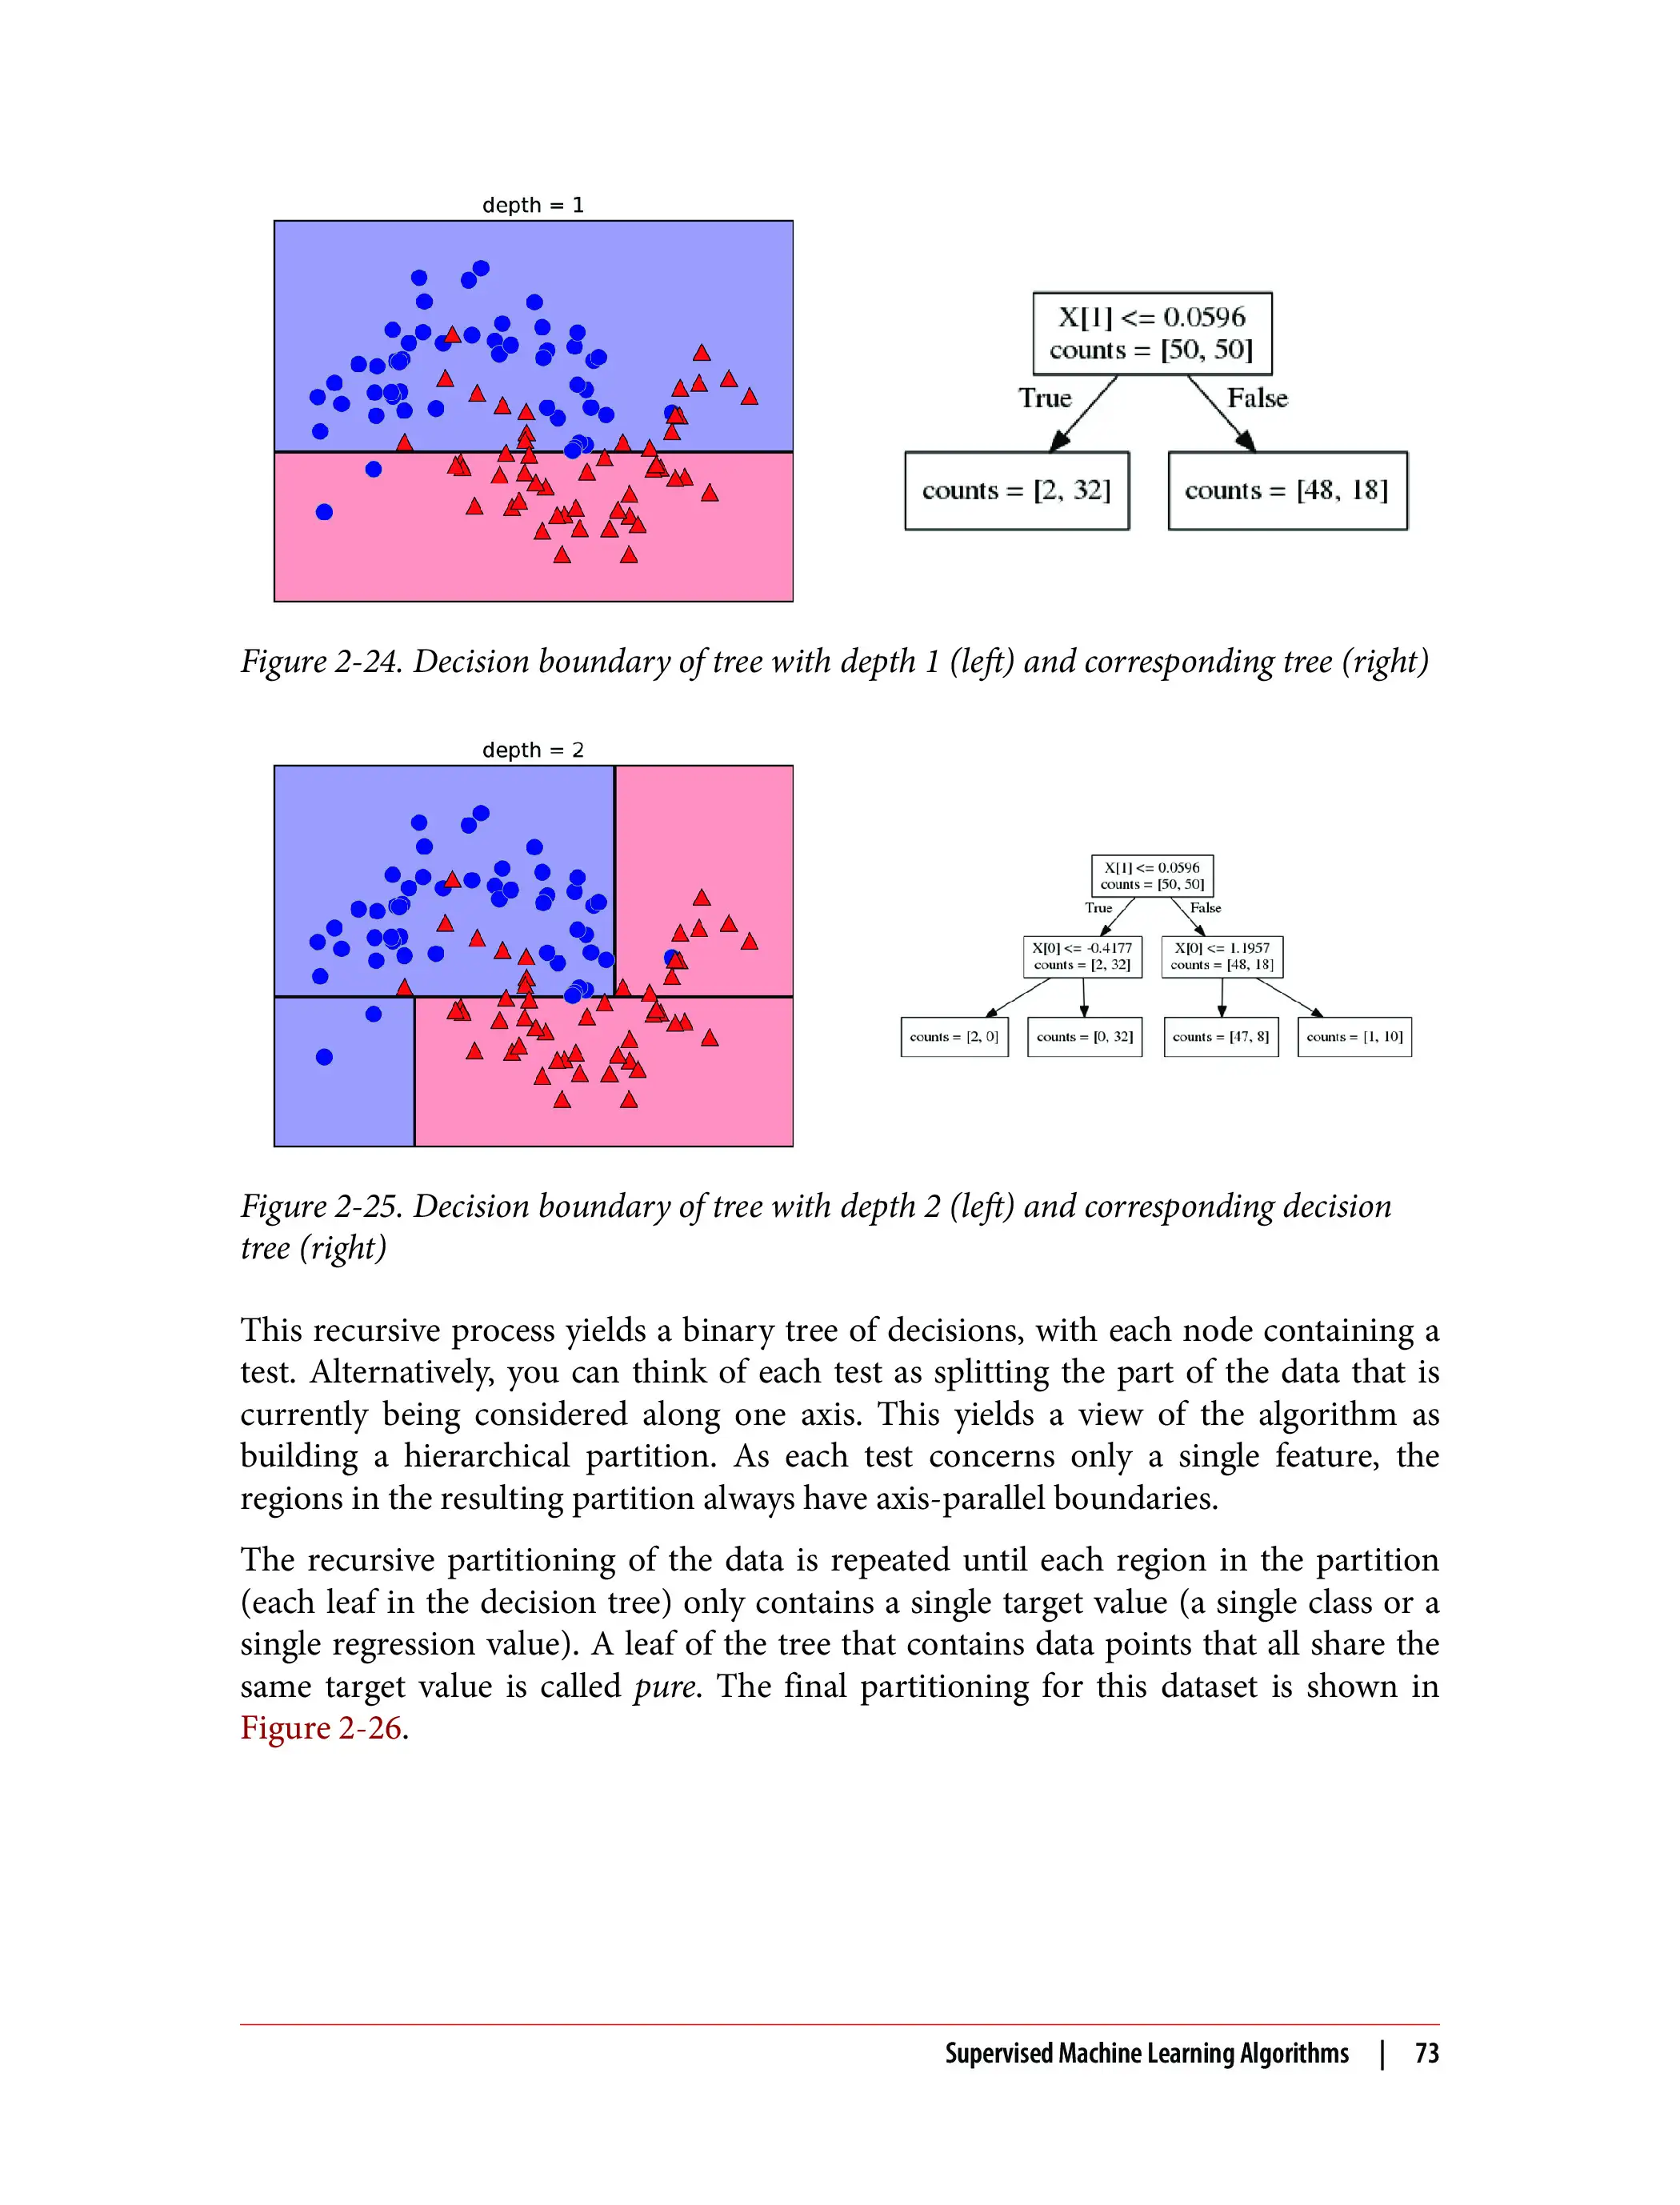 depth = 1
X[1] <= 0.0596
counts = [50, 50]
True
False
counts = [2, 32]
counts = [48, 18]
Figure 2-24. Decision boundary of tree with depth 1 (left) and corresponding tree (right)
depth = 2
X[1] <= 0.0596
counts = [50, 50]
True
False
X[0] <= -0.4177
counts = [2, 32]
X[0] <= 1.1957
counts = [48, 18]
counts = [2, 0]
counts = [0, 32]
counts = [47, 8]
counts = [1, 10]
Figure 2-25. Decision boundary of tree with depth 2 (left) and corresponding decision
tree (right)
This recursive process yields a binary tree of decisions, with each node containing a
test. Alternatively, you can think of each test as splitting the part of the data that is
currently being considered along one axis. This yields a view of the algorithm as
building a hierarchical partition. As each test concerns only a single feature, the
regions in the resulting partition always have axis-parallel boundaries.
The recursive partitioning of the data is repeated until each region in the partition
(each leaf in the decision tree) only contains a single target value (a single class or a
single regression value). A leaf of the tree that contains data points that all share the
same target value is called pure. The final partitioning for this dataset is shown in
Figure 2-26.
Supervised Machine Learning Algorithms | 73